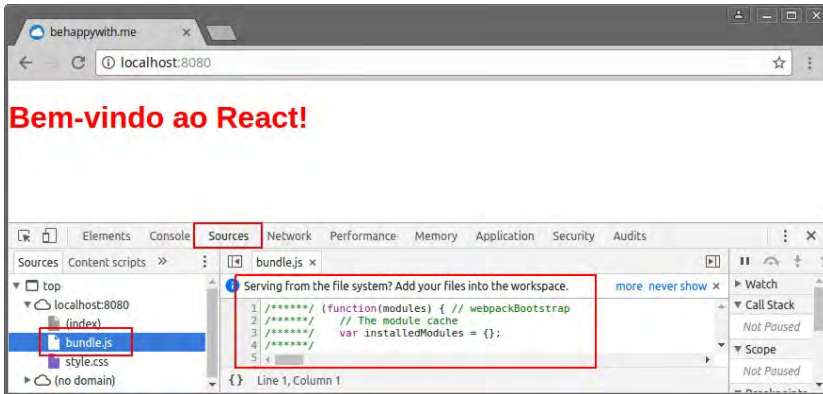 behappywith.me ×
localhost:8080
Bem-vindo ao React!
Elements Console Sources Network Performance Memory Application Security Audits
Sources Content scripts »
bundle.js ×
top
localhost:8080
(index)
bundle.js
style.css
(no domain)
Serving from the file system? Add your files into the workspace. more never show ×
1 /******/ (function(modules) { // webpackBootstrap
2 /******/ // The module cache
3 /******/ var installedModules = {};
4 /******/
5
{} Line 1, Column 1
Watch
Call Stack
Not Paused
Scope
Not Paused